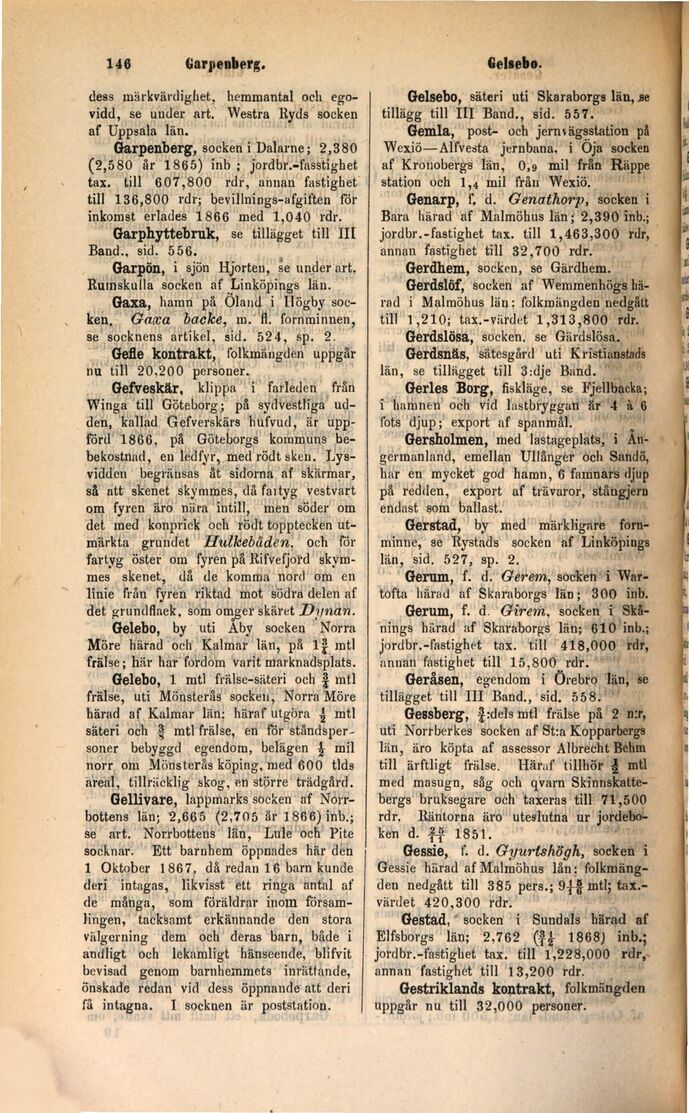 146 Garpenberg. Gelsebo.
dess märkvärdighet, hemmantal och ego-
vidd, se under art. Westra Ryds socken
af Uppsala län.
Garpenberg, socken i Dalarne; 2,380
(2,580 år 1865) inb; jordbr.-fasstighet
tax. till 607,800 rdr, annan fastighet
till 136,800 rdr; bevillnings-afgiften för
inkomst erlades 1866 med 1,040 rdr.
Garphyttebruk, se tillägget till III
Band., sid. 556.
Garpön, i sjön Hjorten, se under art.
Rumskulla socken af Linköpings län.
Gaxa, hamn på Öland i Högby soc-
ken. Gaxa backe, m. fl. fornminnen,
se socknens artikel, sid. 524, sp. 2.
Gefle kontrakt, folkmängden uppgår
nu till 20,200 personer.
Gefveskär, klippa i farleden från
Winga till Göteborg; på sydvestliga ud-
den, kallad Gefverskärs hufvud, är upp-
förd 1866, på Göteborgs kommuns be-
bekostnad, en ledfyr, med rödt sken. Lys-
vidden begränsas åt sidorna af skärmar,
så att skenet skymmes, då fartyg vestvart
om fyren äro nära intill, men söder om
det med konprick och rödt topptecken ut-
märkta grundet Hulkebåden, och för
fartyg öster om fyren på Rifvefjord skym-
mes skenet, då de komma nord om en
linie från fyren riktad mot södra delen af
det grundflaek, som omger skäret Dynan.
Gelebo, by uti Åby socken Norra
Möre härad och Kalmar län, på 1¾ mtl
frälse; här har fordom varit marknadsplats.
Gelebo, 1 mtl frälse-säteri och ¾ mtl
frälse, uti Mönsterås socken, Norra Möre
härad af Kalmar län; häraf utgöra ½ mtl
säteri och mtl frälse, en för ståndsper-
soner bebyggd egendom, belägen mil
norr om Mönsterås köping, med 600 tlds
areal, tillräcklig skog, en större trädgård.
Gellivare, lappmarks socken af Norr-
bottens län; 2,665 (2,705 år 1866) inb.;
se art. Norrbottens län, Lule och Pite
socknar. Ett barnhem öppnades här den
1 Oktober 1867, då redan 16 barn kunde
deri intagas, likvisst ett ringa antal af
de många, som föräldrar inom försam-
lingen, tacksamt erkännande den stora
välgerning dem och deras barn, både i
andligt och lekamligt hänseende, blifvit
bevisad genom barnhemmets inrättande,
önskade redan vid dess öppnande att deri
få intagna. I socknen är poststation.
Gelsebo, säteri uti Skaraborgs län, se
tillägg till III Band., sid. 557.
Gemla, post- och jernvägsstation på
Wexiö—Alfvesta jernbana, i Öja socken
af Kronobergs län, 0,9 mil från Räppe
station och 1,4 mil från Wexiö.
Genarp, f. d. Genathorp, socken i
Bara härad af Malmöhus län; 2,390 inb.;
jordbr.-fastighet tax. till 1,463,300 rdr,
annan fastighet till 32,700 rdr.
Gerdhem, socken, se Gärdhem.
Gerdslöf, socken af Wemmenhögs hä-
rad i Malmöhus län: folkmängden nedgått
till 1,210; tax.-värdet 1,313,800 rdr.
Gerdslösa, socken, se Gärdslösa.
Gerdsnäs, sätesgård uti Kristianstads
län, se tillägget till 3:dje Band.
Gerles Borg, fiskläge, se Fjellbacka;
i hamnen och vid lastbryggan är 4 à 6
fots djup; export af spanmål.
Gersholmen, med lastageplats, i Ån-
germanland, emellan Ullånger och Sandö,
har en mycket god hamn, 6 famnars djup
på redden, export af trävaror, stångjern
endast som ballast.
Gerstad, by med märkligare forn-
minne, se Rystads socken af Linköpings
län, sid. 527, sp. 2.
Gerum, f. d. Gerem, socken i War-
tofta härad af Skaraborgs län; 300 inb.
Gerum, f. d. Girem, socken i Skå-
nings härad af Skaraborgs län; 610 inb.;
jordbr.-fastighet tax. till 418,000 rdr,
annan fastighet till 15,800 rdr.
Geråsen, egendom i Örebro län, se
tillägget till III Band., sid. 558.
Gessberg, :dels mtl frälse på 2 n:r,
uti Norrberkes socken af St:a Kopparbergs
län, äro köpta af assessor Albrecht Behm
till ärftligt frälse. Häraf tillhör mtl
med masugn, såg och qvarn Skinnskatte-
bergs bruksegare och taxeras till 71,500
rdr. Räntorna äro uteslutna ur jordebo-
ken d. 1851.
Gessie, f. d. Gyurtshögh, socken i
Gessie härad af Malmöhus län; folkmäng-
den nedgått till 385 pers.; mtl; tax.-
värdet 420,300 rdr.
Gestad, socken i Sundals härad af
Elfsborgs län; 2,762 ( 1868) inb.;
jordbr.-fastighet tax. till 1,228,000 rdr,
annan fastighet till 13,200 rdr.
Gestriklands kontrakt, folkmängden
uppgår nu till 32,000 personer.